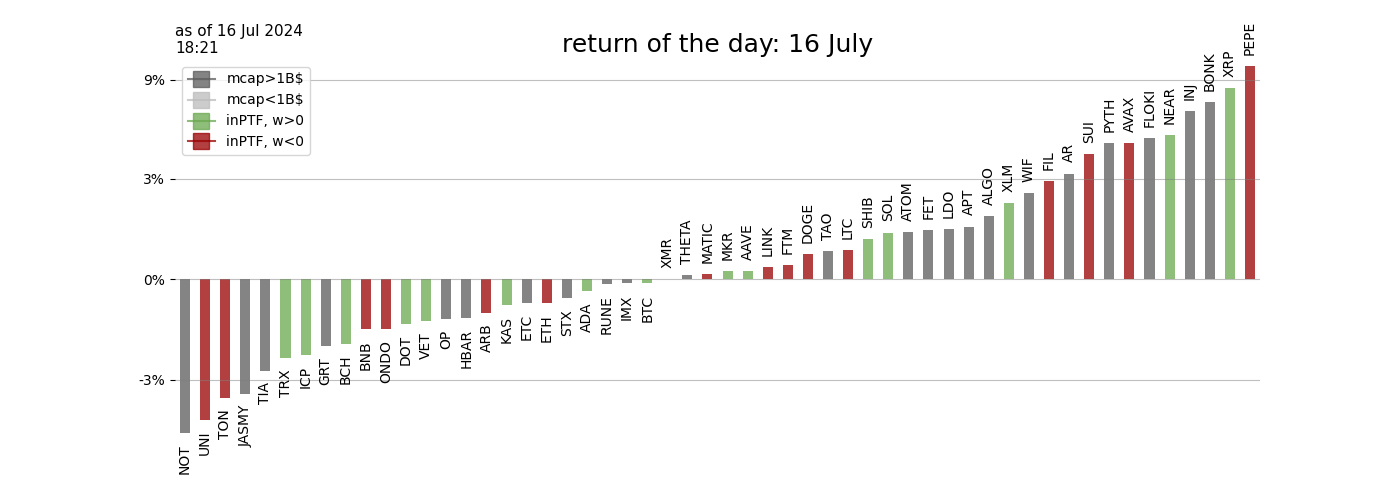 as of 16 Jul 2024
18:21
return of the day: 16 July
mcap>1B$
mcap<1B$
inPTF, w>0
inPTF, w<0
9%
3%
0%
-3%
NOT
UNI
TON
JASMY
TIA
TRX
ICP
GRT
BCH
BNB
ONDO
DOT
VET
OP
HBAR
ARB
KAS
ETC
ETH
STX
ADA
RUNE
IMX
BTC
XMR
THETA
MATIC
MKR
AAVE
LINK
FTM
DOGE
TAO
LTC
SHIB
SOL
ATOM
FET
LDO
APT
ALGO
XLM
WIF
FIL
AR
SUI
PYTH
AVAX
FLOKI
NEAR
INJ
BONK
XRP
PEPE